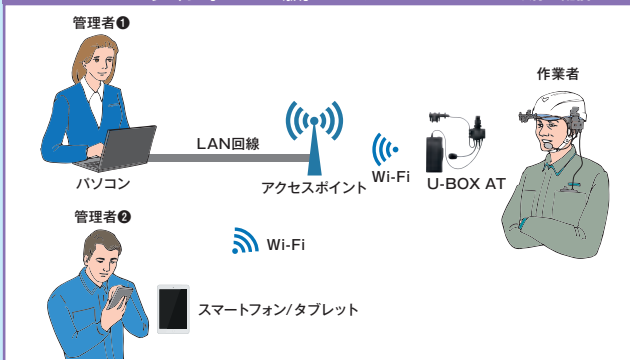 管理者❶
作業者
LAN回線
パソコン
アクセスポイント
Wi-Fi
U-BOX AT
管理者❷
Wi-Fi
スマートフォン/タブレット